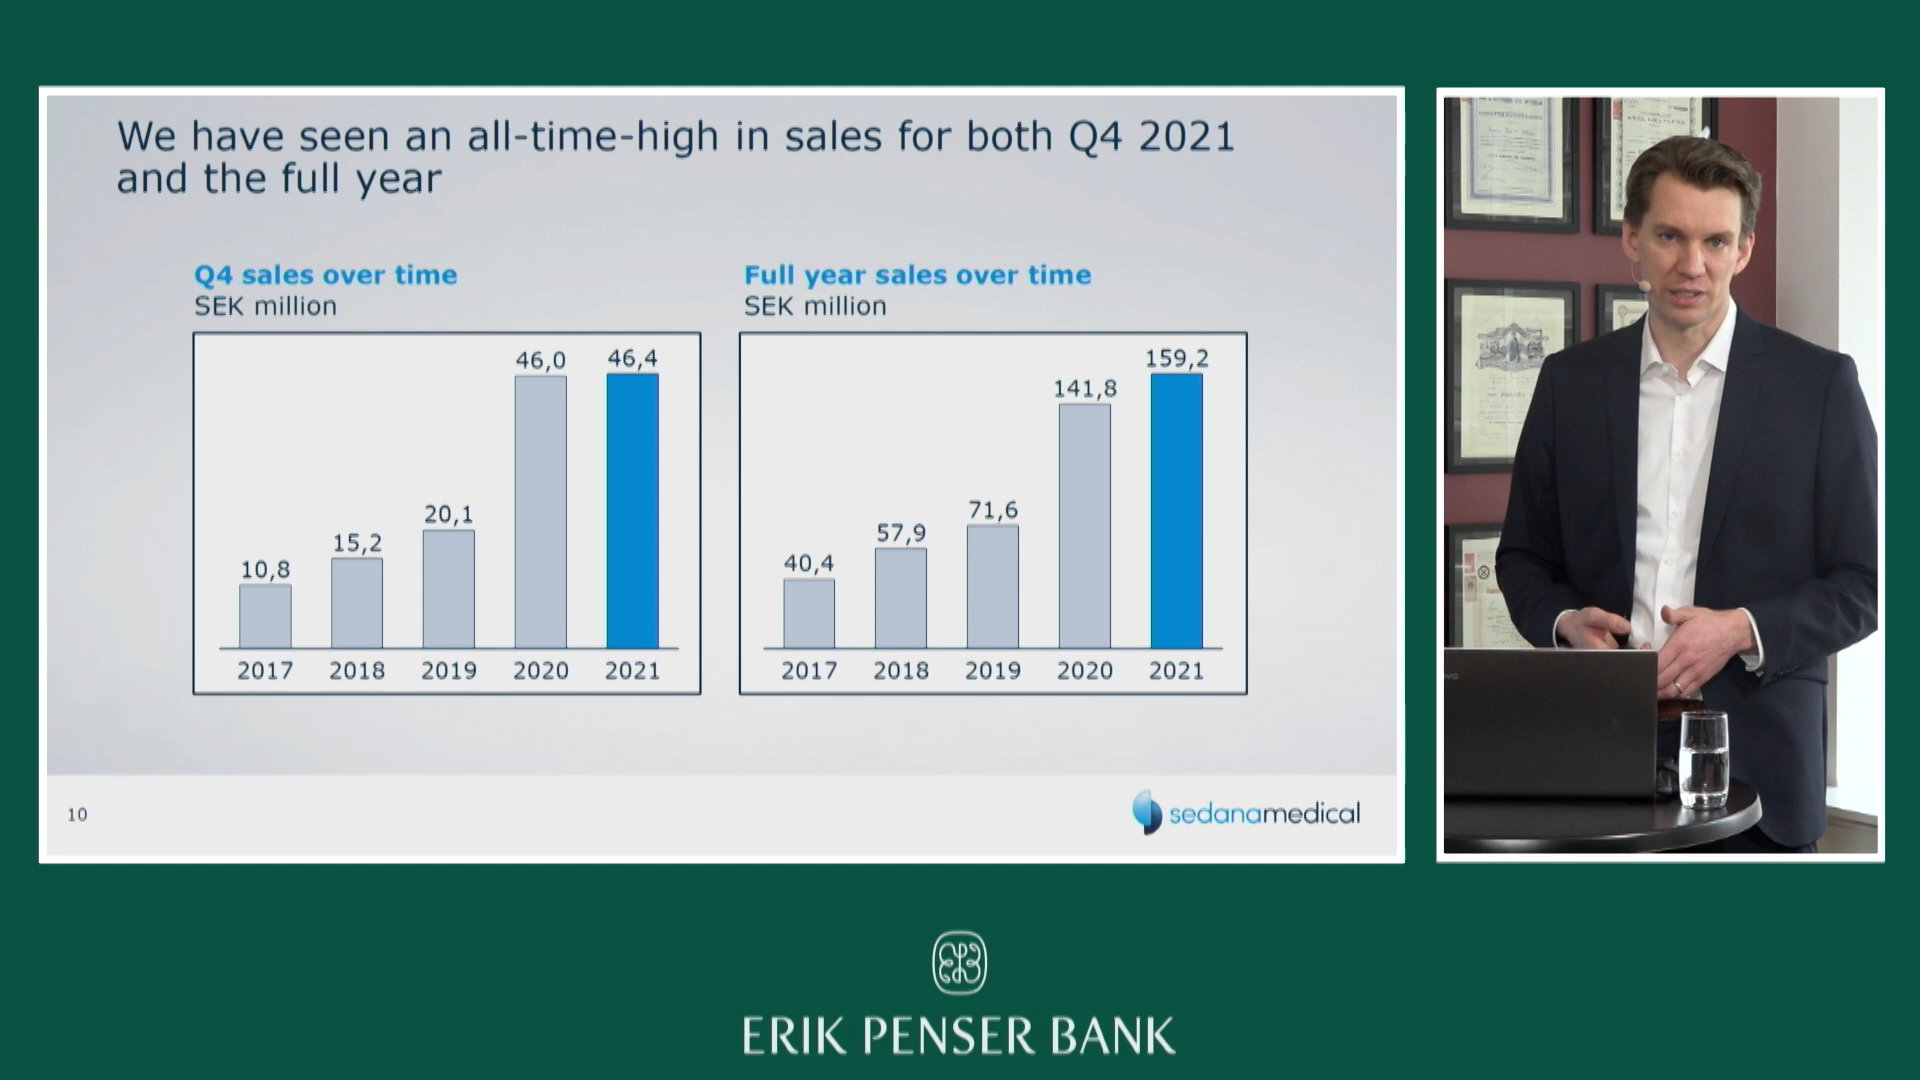 We have seen an all-time-high in sales for both Q4 2021
and the full year
Q4 sales over time
SEK million
10,8
15,2
20,1
46,0
46,4
2017
2018
2019
2020
2021
Full year sales over time
SEK million
40,4
57,9
71,6
141,8
159,2
2017
2018
2019
2020
2021
10
sedanamedical
ERIK PENSER BANK